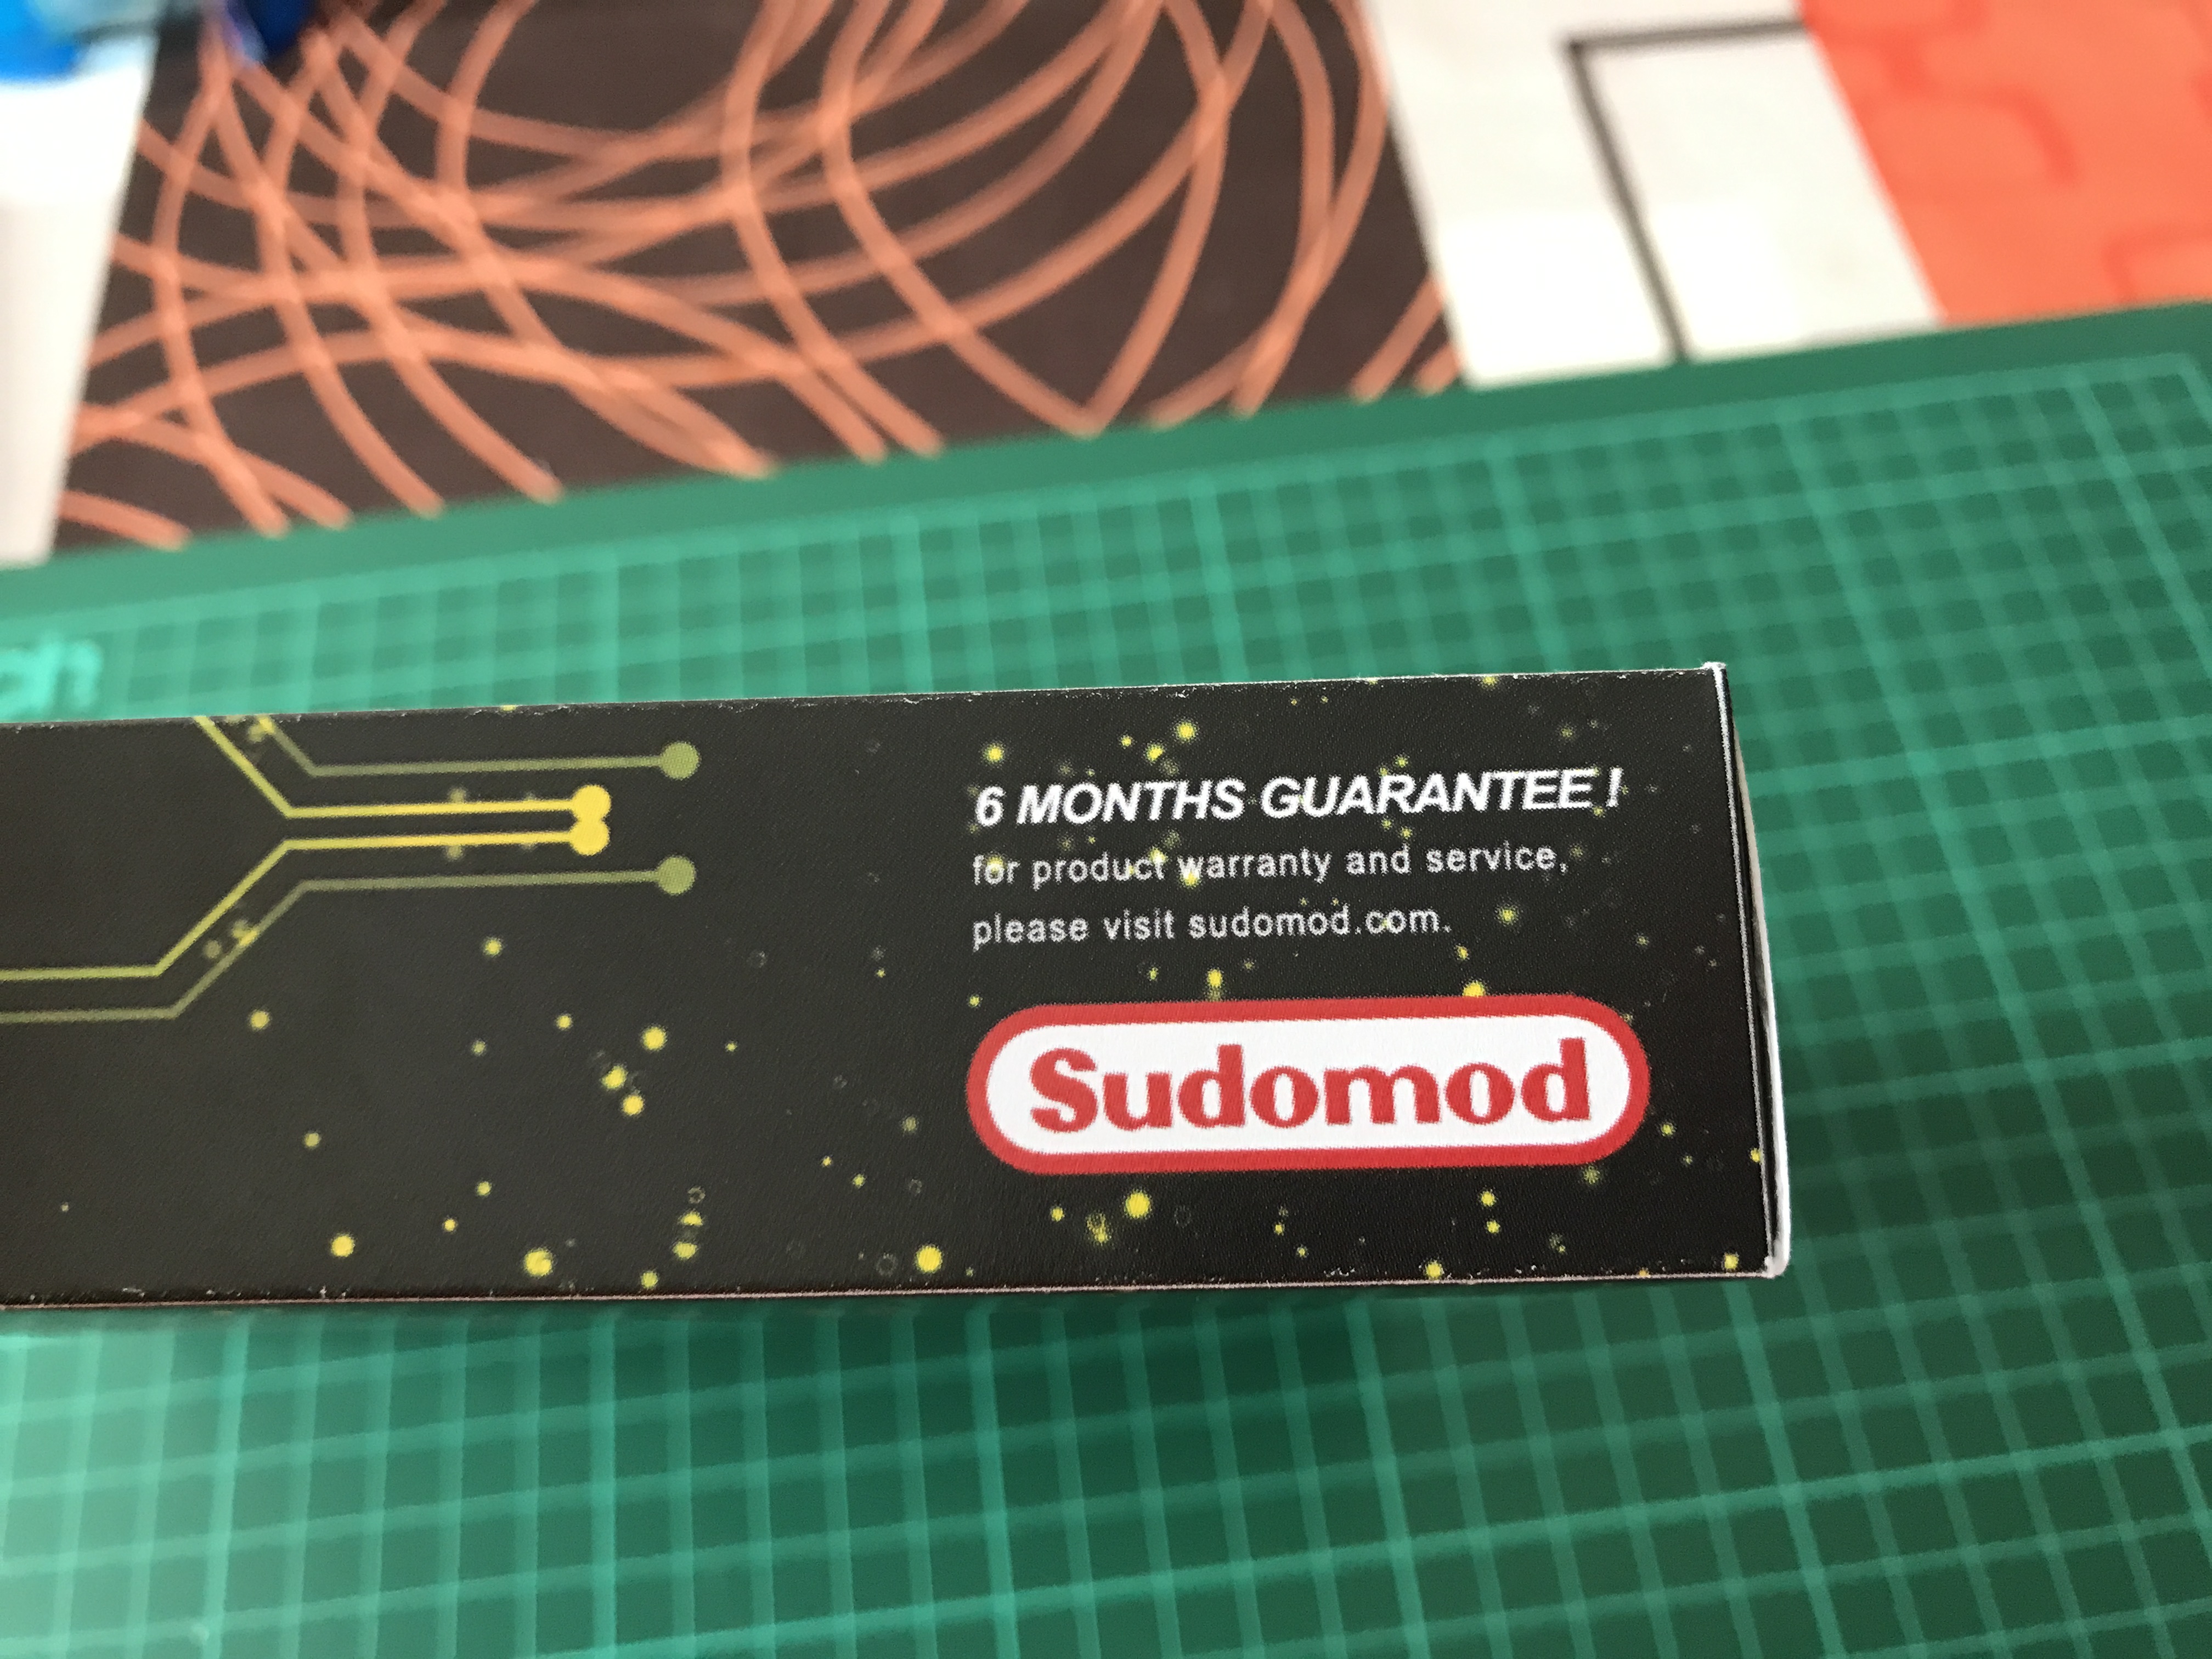 6 MONTHS GUARANTEE !
for product warranty and service,
please visit sudomod.com.
Sudomod